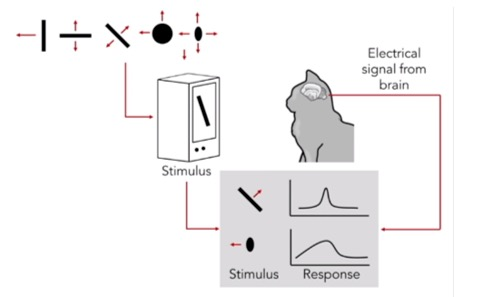 Electrical
signal from
brain
Stimulus
Stimulus
Response